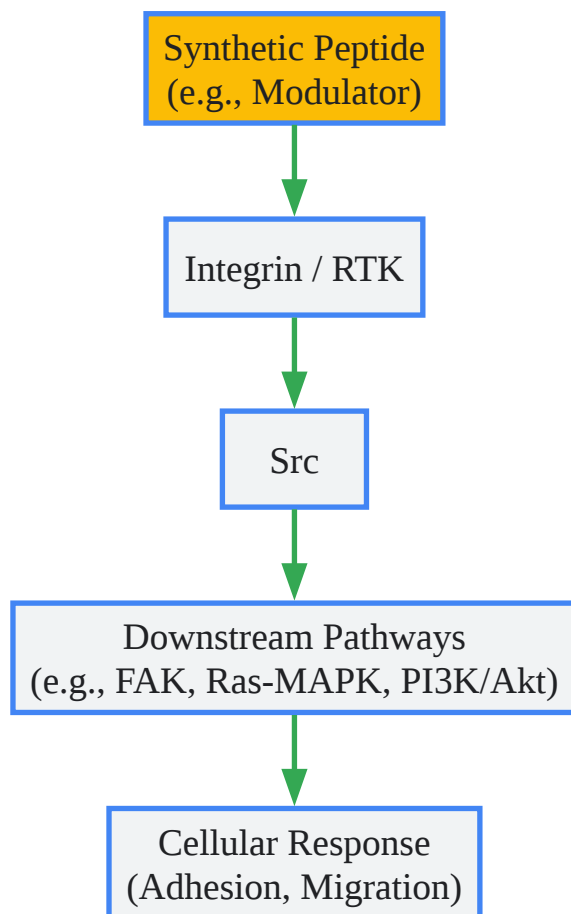 Synthetic Peptide
(e.g., Modulator)
Integrin / RTK
Src
Downstream Pathways
(e.g., FAK, Ras-MAPK, PI3K/Akt)
Cellular Response
(Adhesion, Migration)